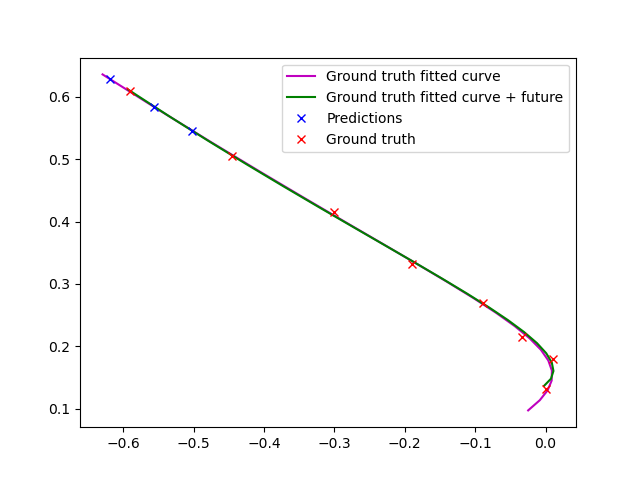 Ground truth fitted curve
Ground truth fitted curve + future
Predictions
Ground truth
0.6
0.5
0.4
0.3
0.2
0.1
−0.6 −0.5 −0.4 −0.3 −0.2 −0.1 0.0